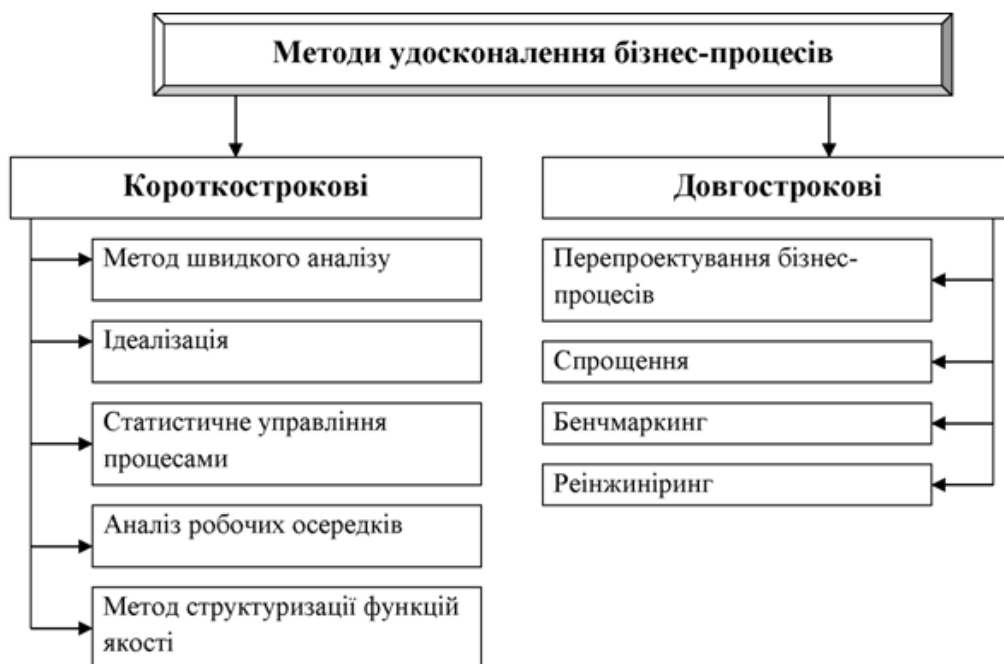 Методи удосконалення бізнес-процесів
Короткострокові
Метод швидкого аналізу
Ідеалізація
Статистичне управління
процесами
Аналіз робочих осередків
Метод структуризації функцій
якості
Довгострокові
Перепроектування бізнес-
процесів
Спрощення
Бенчмаркинг
Реінжиніринг